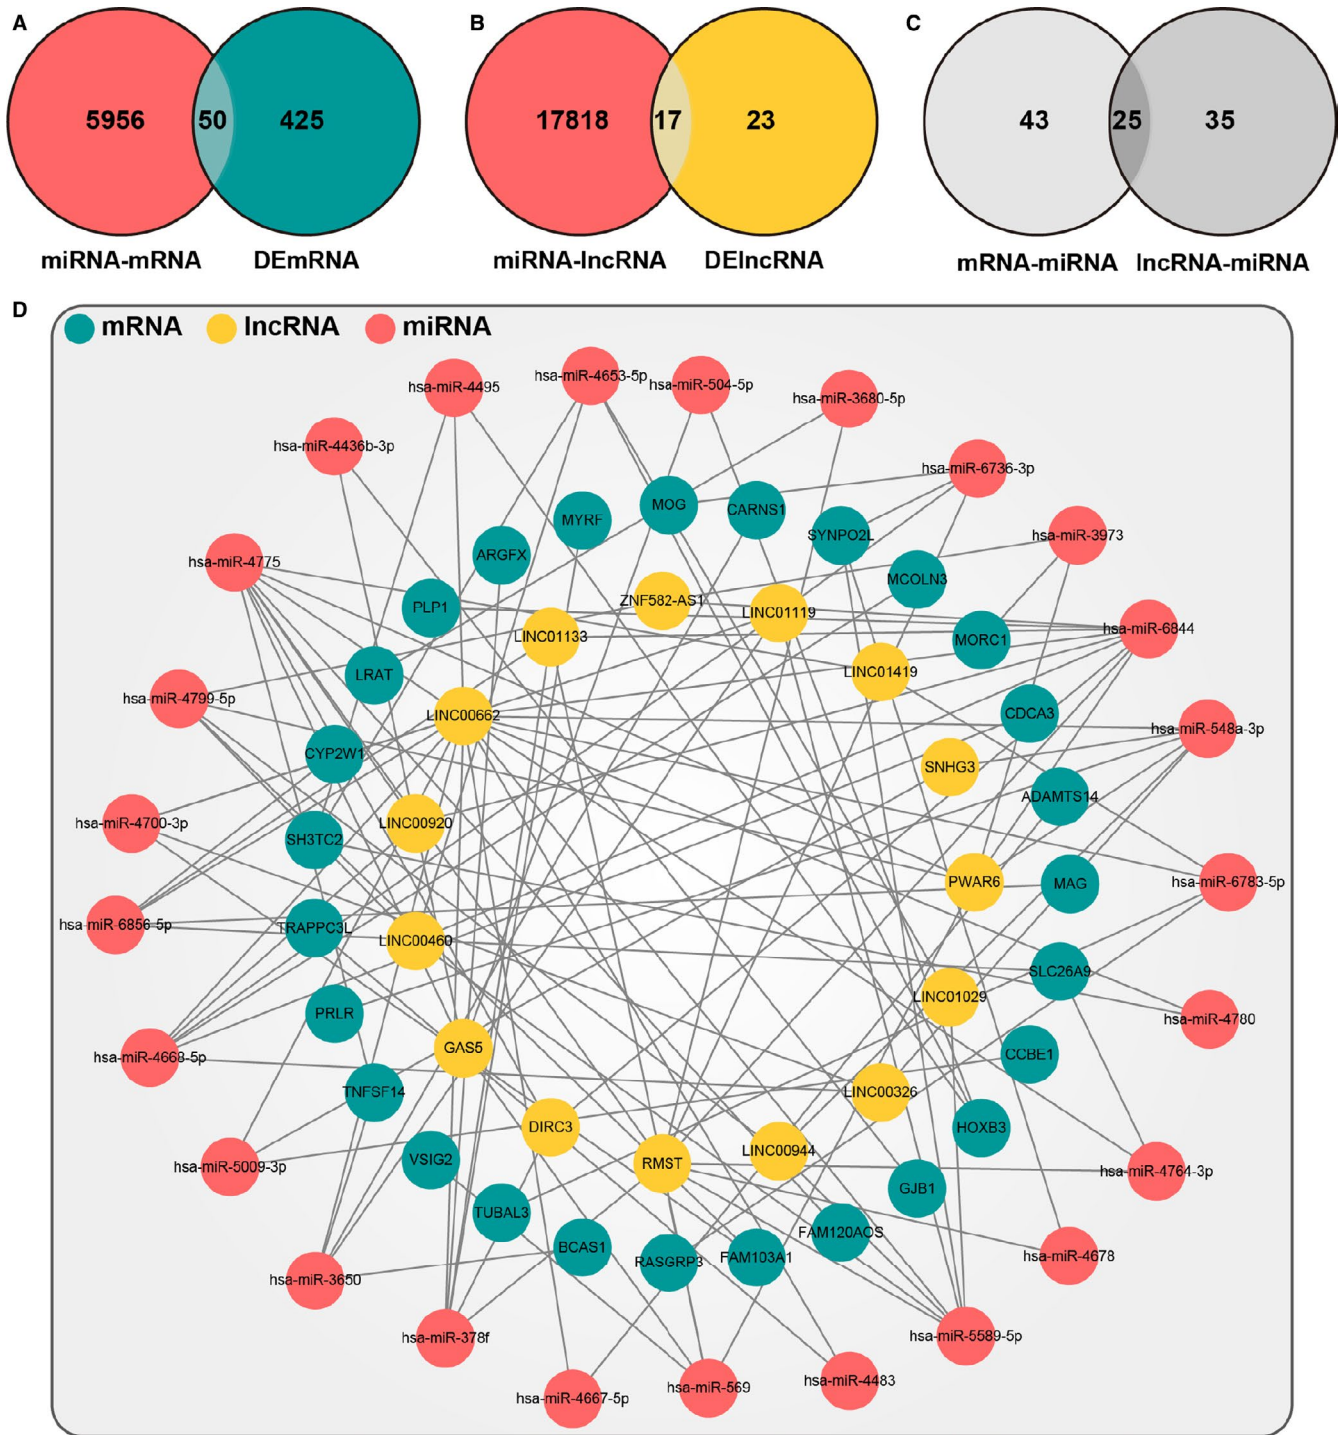 A
B
C
5956 50 425
17818 17 23
43 25 35
miRNA-mRNA DEmRNA
miRNA-lncRNA DElncRNA
mRNA-miRNA lncRNA-miRNA
D
mRNA lncRNA miRNA
hsa-miR-4495
hsa-miR-4653-5p
hsa-miR-504-5p
hsa-miR-3680-5p
hsa-miR-4436b-3p
hsa-miR-6736-3p
MOG
CARNS1
MYRF
SYNPO2L
hsa-miR-3973
ARGFX
hsa-miR-4775
MCOLN3
ZNF582-AS1
PLP1
LINC01119
hsa-miR-6844
LINC01133
MORC1
LRAT
LINC01419
hsa-miR-4799-5p
LINC00662
CDCA3
hsa-miR-548a-3p
CYP2W1
SNHG3
ADAMTS14
hsa-miR-4700-3p
LINC00920
SH3TC2
PWAR6
MAG
hsa-miR-6783-5p
hsa-miR-6856-5p
TRAPPC3L
LINC00460
SLC26A9
LINC01029
PRLR
hsa-miR-4780
GAS5
CCBE1
hsa-miR-4668-5p
TNFSF14
LINC00326
DIRC3
HOXB3
LINC00944
VSIG2
RMST
hsa-miR-5009-3p
hsa-miR-4764-3p
GJB1
TUBAL3
FAM120AOS
BCAS1
RASGRP3
FAM103A1
hsa-miR-4678
hsa-miR-3650
hsa-miR-378f
hsa-miR-5589-5p
hsa-miR-4667-5p
hsa-miR-569
hsa-miR-4483